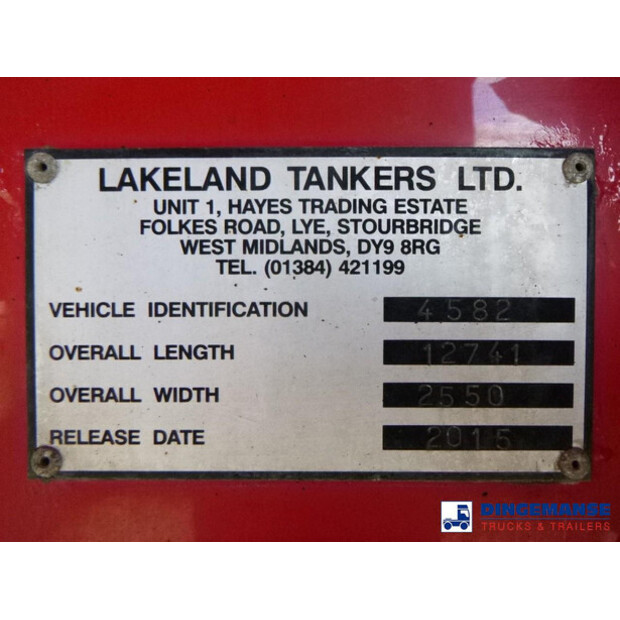 LAKELAND TANKERS LTD.
UNIT 1, HAYES TRADING ESTATE
FOLKES ROAD, LYE, STOURBRIDGE
WEST MIDLANDS, DY9 8RG
TEL. (01384) 421199
VEHICLE IDENTIFICATION 4582
OVERALL LENGTH 12741
OVERALL WIDTH 2550
RELEASE DATE 2015
DINGEMANSE
TRUCKS & TRAILERS